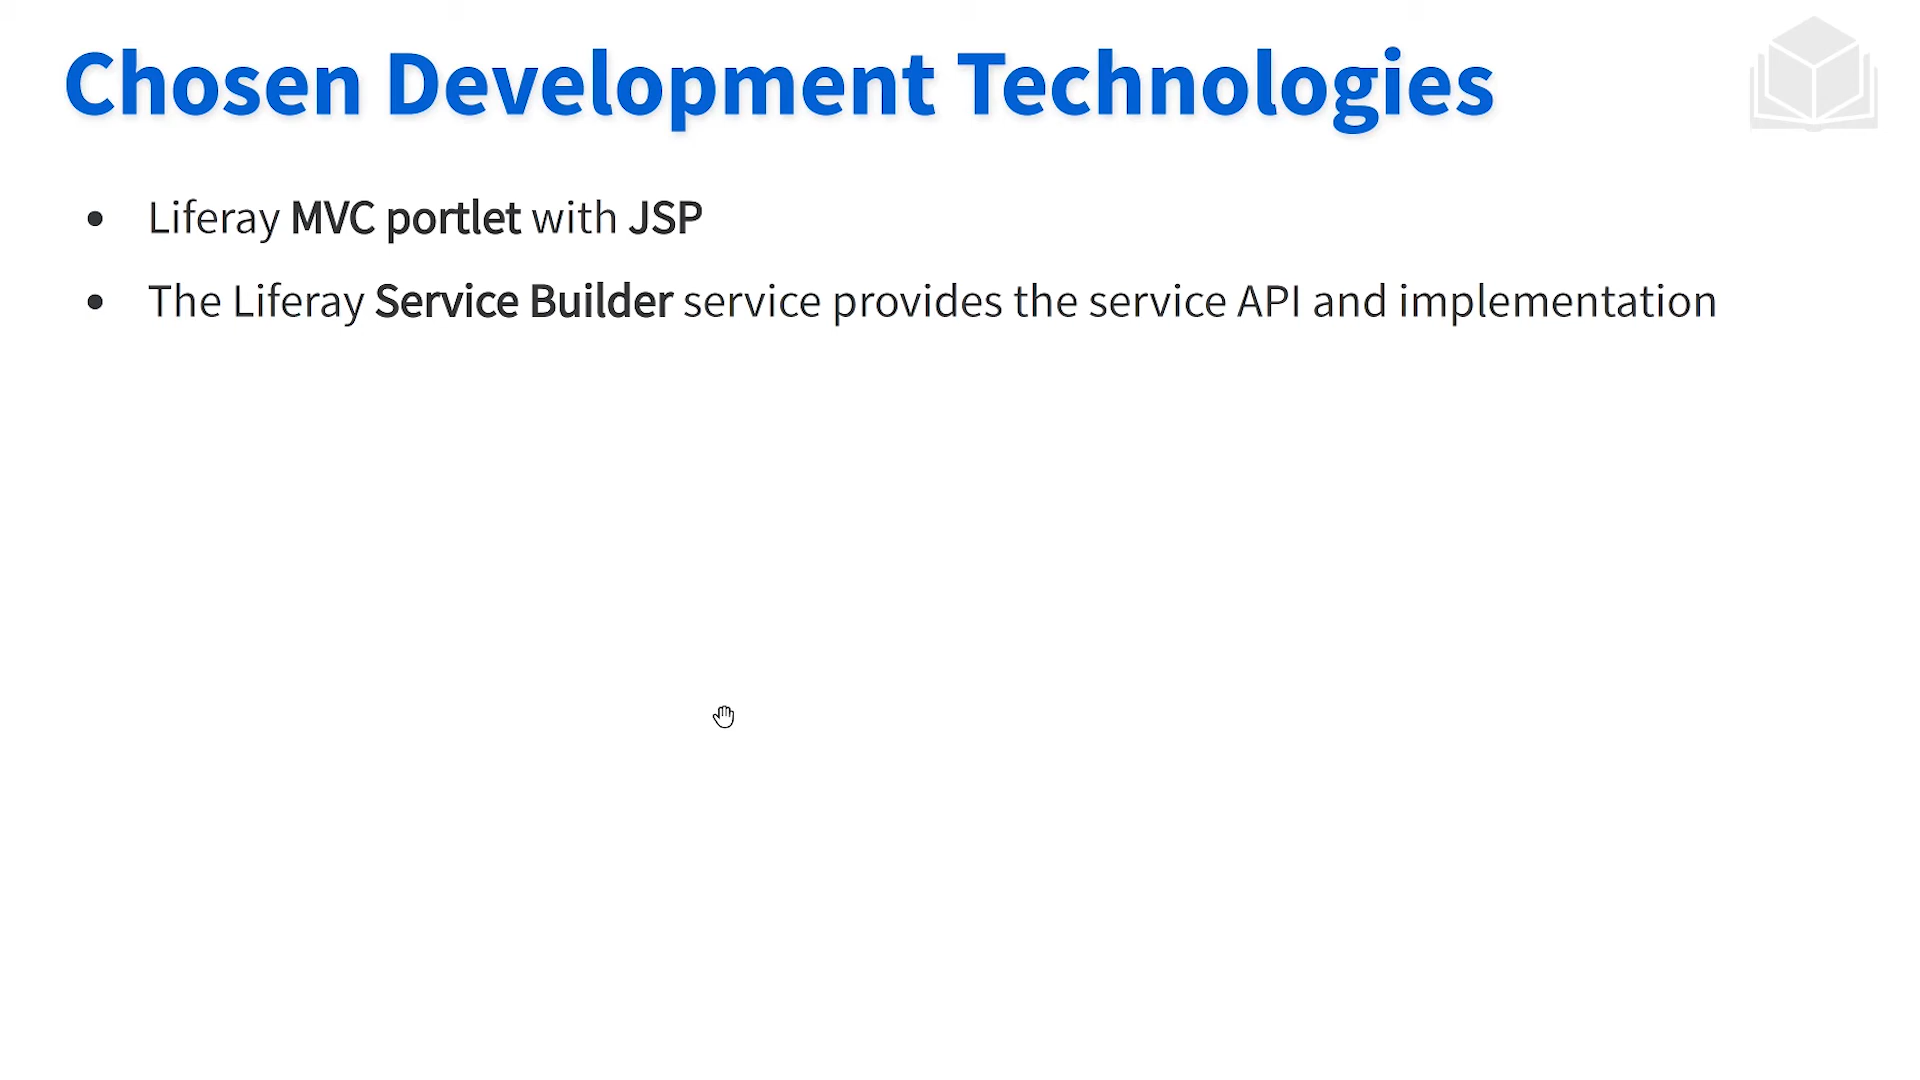 Chosen Development Technologies
• Liferay MVC portlet with JSP
• The Liferay Service Builder service provides the service API and implementation